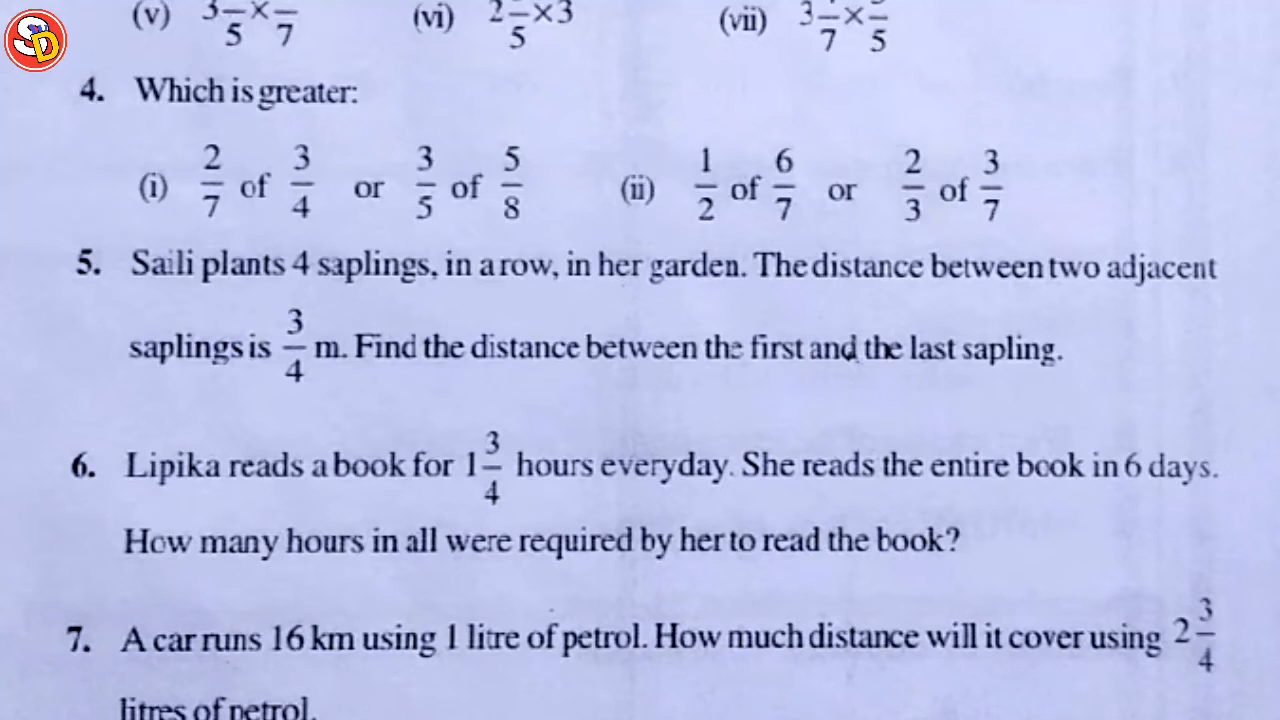 SD
(v) 3 5 × 7 (vi) 2 5 ×3 (vii) 3 7 × 5
4. Which is greater:
(i) 2/7 of 3/4 or 3/5 of 5/8 (ii) 1/2 of 6/7 or 2/3 of 3/7
5. Saili plants 4 saplings, in a row, in her garden. The distance between two adjacent
saplings is 3/4 m. Find the distance between the first and the last sapling.
6. Lipika reads a book for 1 3/4 hours everyday. She reads the entire book in 6 days.
How many hours in all were required by her to read the book?
7. A car runs 16 km using 1 litre of petrol. How much distance will it cover using 2 3/4
litres of petrol.